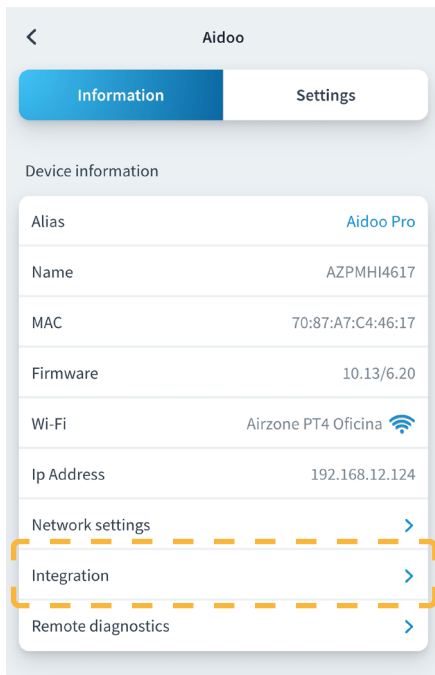 Aidoo
Information Settings
Device information
Alias Aidoo Pro
Name AZPMHI4617
MAC 70:87:A7:C4:46:17
Firmware 10.13/6.20
Wi-Fi Airzone PT4 Oficina
Ip Address 192.168.12.124
Network settings
Integration
Remote diagnostics